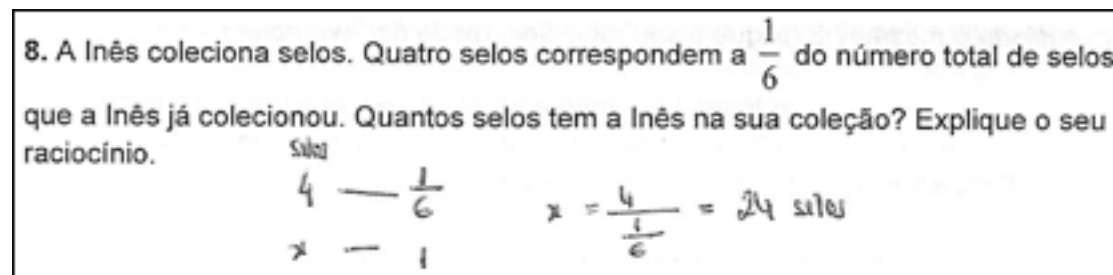 8. A Inês coleciona selos. Quatro selos correspondem a 1/6 do número total de selos
que a Inês já colecionou. Quantos selos tem a Inês na sua coleção? Explique o seu
raciocínio.
selos
4 — 1/6
x — 1
x = 4/(1/6) = 24 selos